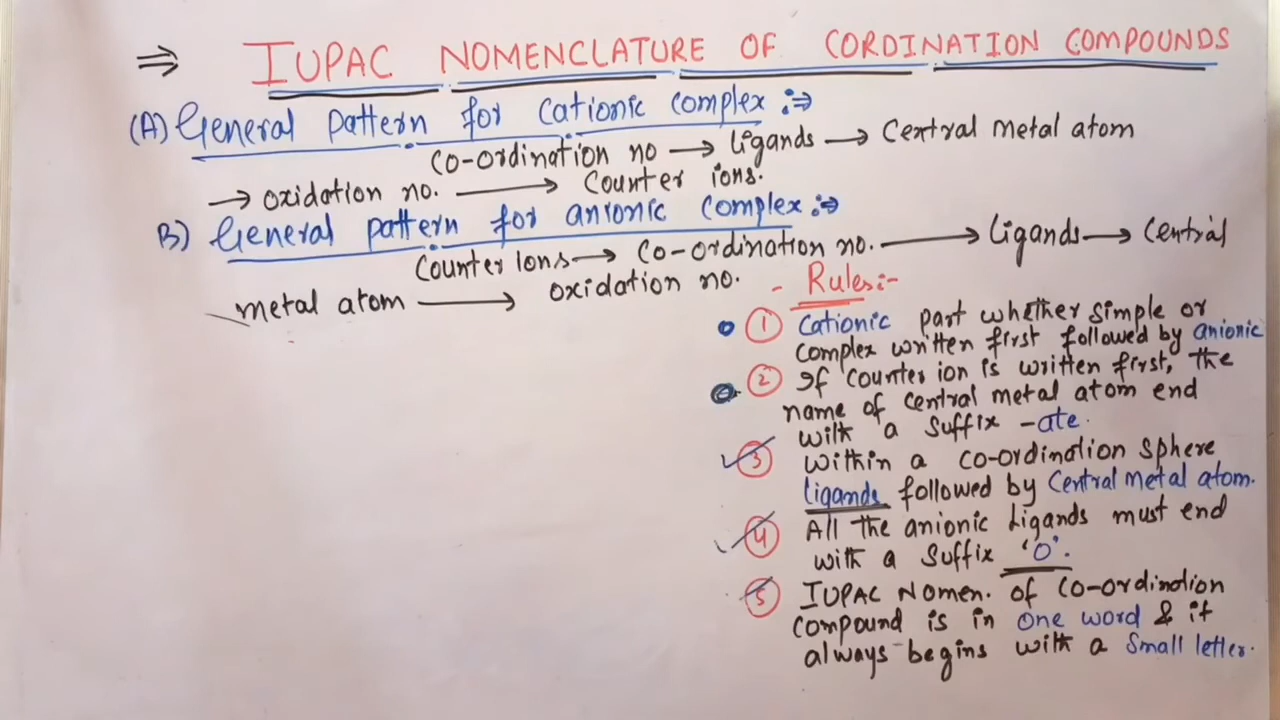 ⇒ IUPAC NOMENCLATURE OF CORDINATION COMPOUNDS
(A) General pattern for cationic complex :⇒
Co-ordination no → ligands → Central metal atom
→ oxidation no. → Counter ions.
B) General pattern for anionic complex :⇒
Counter Ions → Co-ordination no. → Ligands → Central
metal atom → oxidation no.
- Rules:-
① Cationic part whether simple or
complex written first followed by anionic
② If counter ion is written first, the
name of central metal atom end
with a suffix -ate.
③ Within a co-ordination sphere
ligands followed by Central Metal atom.
④ All the anionic ligands must end
with a suffix 'O'.
⑤ IUPAC Nomen. of Co-ordination
compound is in one word & it
always begins with a small letter.